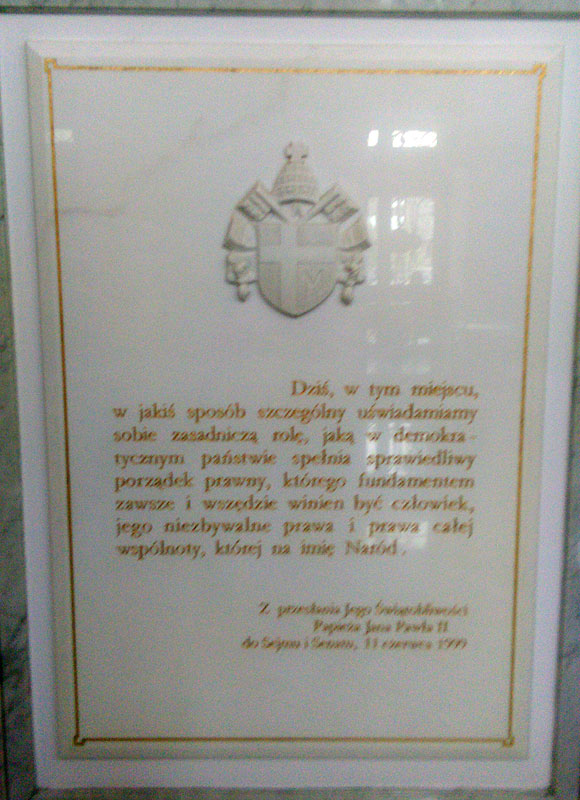 Dziś, w tym miejscu,
w jakiś sposób szczególny uświadamiamy
sobie zasadniczą rolę, jaką w demokra-
tycznym państwie spełnia sprawiedliwy
porządek prawny, którego fundamentem
zawsze i wszędzie winien być człowiek,
jego niezbywalne prawa i prawa całej
wspólnoty, której na imię Naród.
Z przesłania Jego Świątobliwości
Papieża Jana Pawła II
do Sejmu i Senatu, 11 czerwca 1999